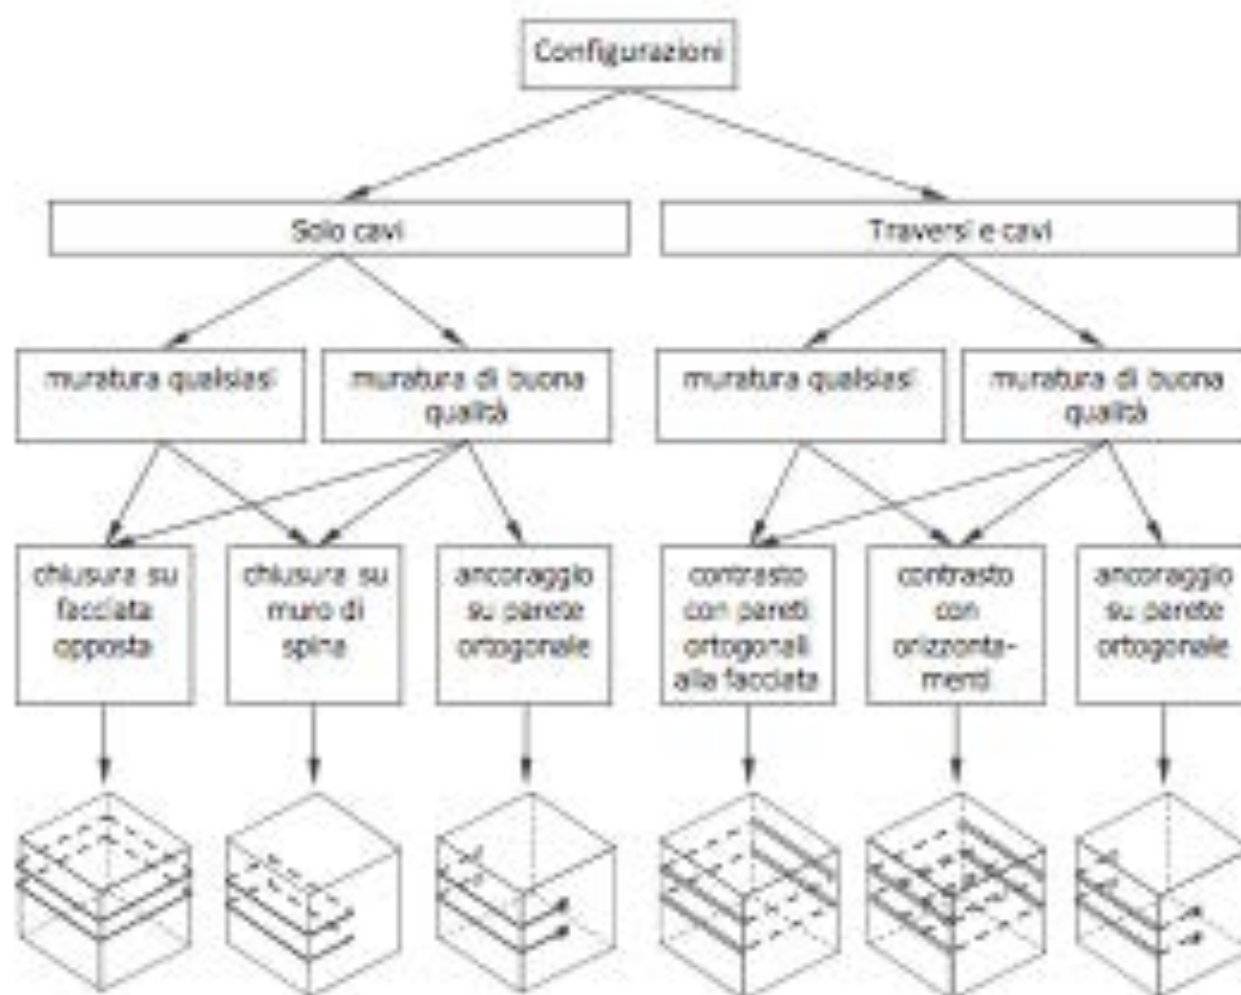 Configurazioni
Solo cavi
Traversi e cavi
muratura qualsiasi
muratura di buona
qualità
muratura qualsiasi
muratura di buona
qualità
chiusura su
facciata
opposta
chiusura su
muro di
spina
ancoraggio
su parete
ortogonale
contrasto
con pareti
ortogonali
alla facciata
contrasto
con
orizzonta-
menti
ancoraggio
su parete
ortogonale